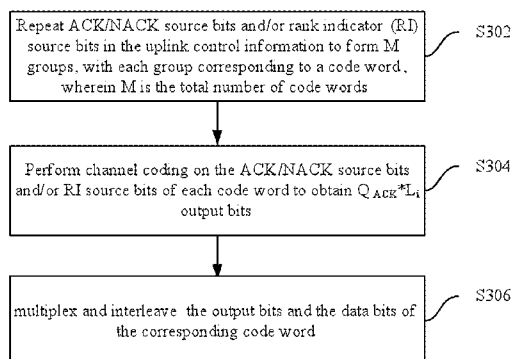 Repeat ACK/NACK source bits and/or rank indicator (RI)
source bits in the uplink control information to form M
groups, with each group corresponding to a code word,
wherein M is the total number of code words
S302
Perform channel coding on the ACK/NACK source bits
and/or RI source bits of each code word to obtain Q ACK*Li
output bits
S304
multiplex and interleave the output bits and the data bits of
the corresponding code word
S306